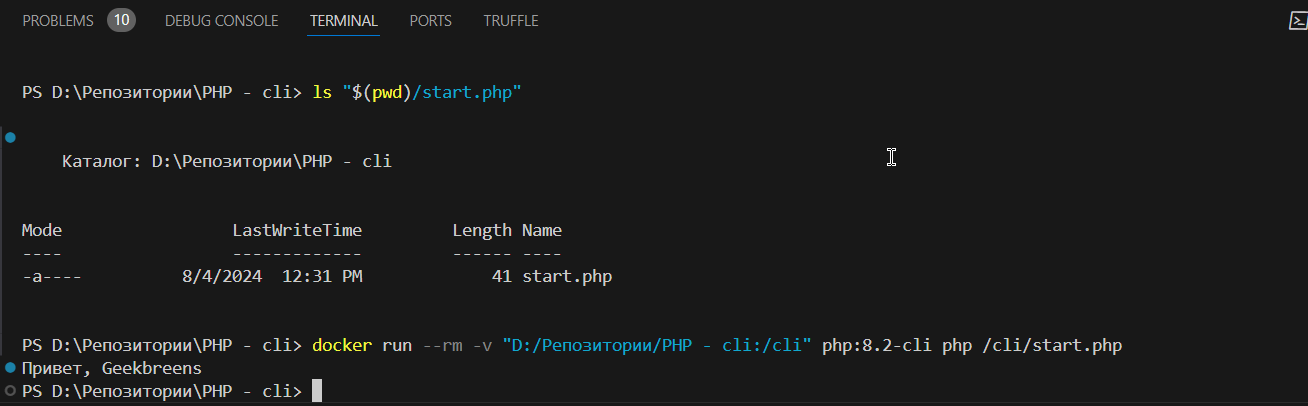 PROBLEMS 10 DEBUG CONSOLE TERMINAL PORTS TRUFFLE
PS D:\Репозитории\PHP - cli> ls "$(pwd)/start.php"
Каталог: D:\Репозитории\PHP - cli
Mode LastWriteTime Length Name
---- ------------- ------ ----
-a---- 8/4/2024 12:31 PM 41 start.php
PS D:\Репозитории\PHP - cli> docker run --rm -v "D:/Репозитории/PHP - cli:/cli" php:8.2-cli php /cli/start.php
Привет, Geekbreens
PS D:\Репозитории\PHP - cli>